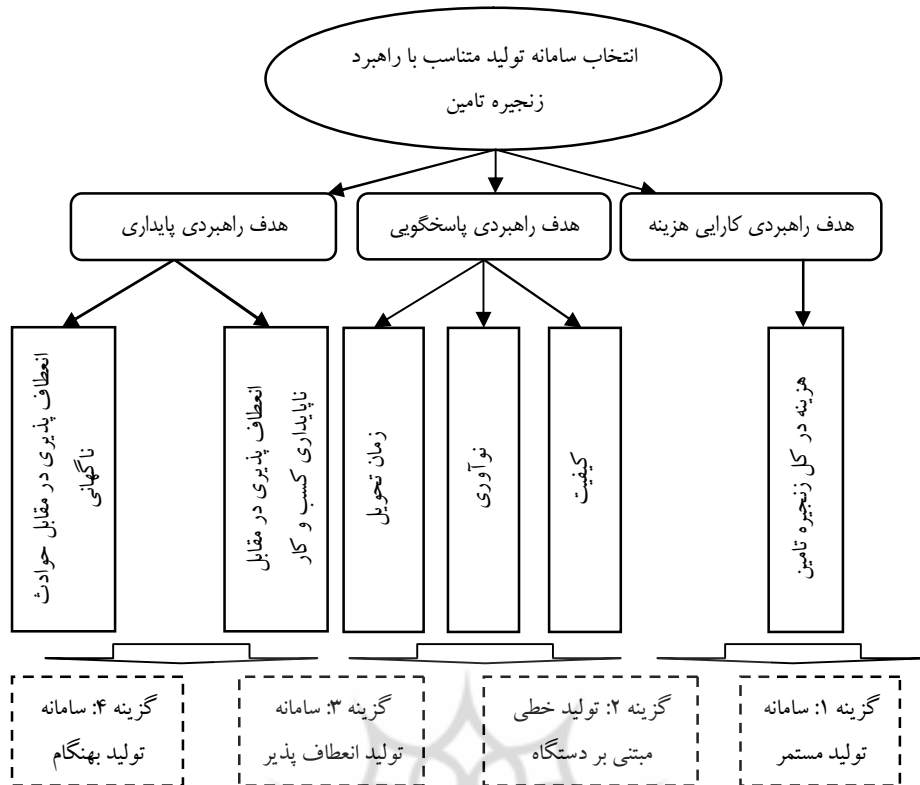 انتخاب سامانه تولید متناسب با راهبرد
زنجیره تامین
هدف راهبردی کارایی هزینه
هدف راهبردی پاسخگویی
هدف راهبردی پایداری
هزینه در کل زنجیره تامین
کیفیت
نوآوری
زمان تحویل
انعطاف پذیری در مقابل
ناپایداری کسب و کار
انعطاف پذیری در مقابل حوادث
ناگهانی
گزینه ۱: سامانه
تولید مستمر
گزینه ۲: تولید خطی
مبتنی بر دستگاه
گزینه ۳: سامانه
تولید انعطاف پذیر
گزینه ۴: سامانه
تولید بهنگام